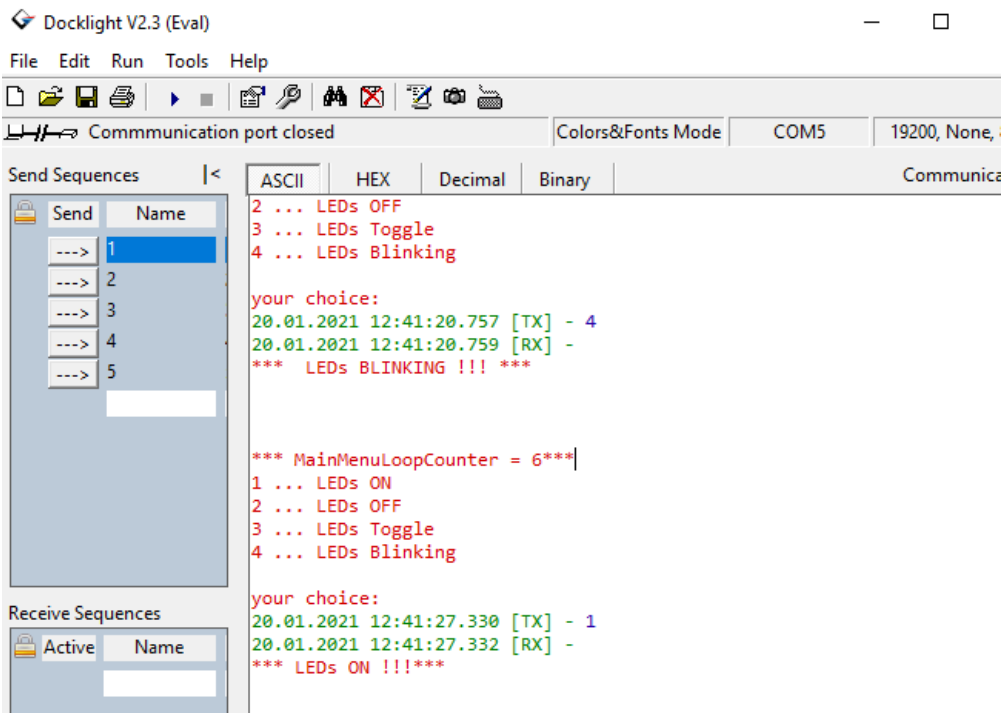 Docklight V2.3 (Eval)
File Edit Run Tools Help
Commmunication port closed Colors&Fonts Mode COM5 19200, None,
Send Sequences |< ASCII HEX Decimal Binary Communica
Send Name
---> 1
---> 2
---> 3
---> 4
---> 5
2 ... LEDs OFF
3 ... LEDs Toggle
4 ... LEDs Blinking
your choice:
20.01.2021 12:41:20.757 [TX] - 4
20.01.2021 12:41:20.759 [RX] -
*** LEDs BLINKING !!! ***
*** MainMenuLoopCounter = 6***
1 ... LEDs ON
2 ... LEDs OFF
3 ... LEDs Toggle
4 ... LEDs Blinking
your choice:
20.01.2021 12:41:27.330 [TX] - 1
20.01.2021 12:41:27.332 [RX] -
*** LEDs ON !!!***
Receive Sequences
Active Name